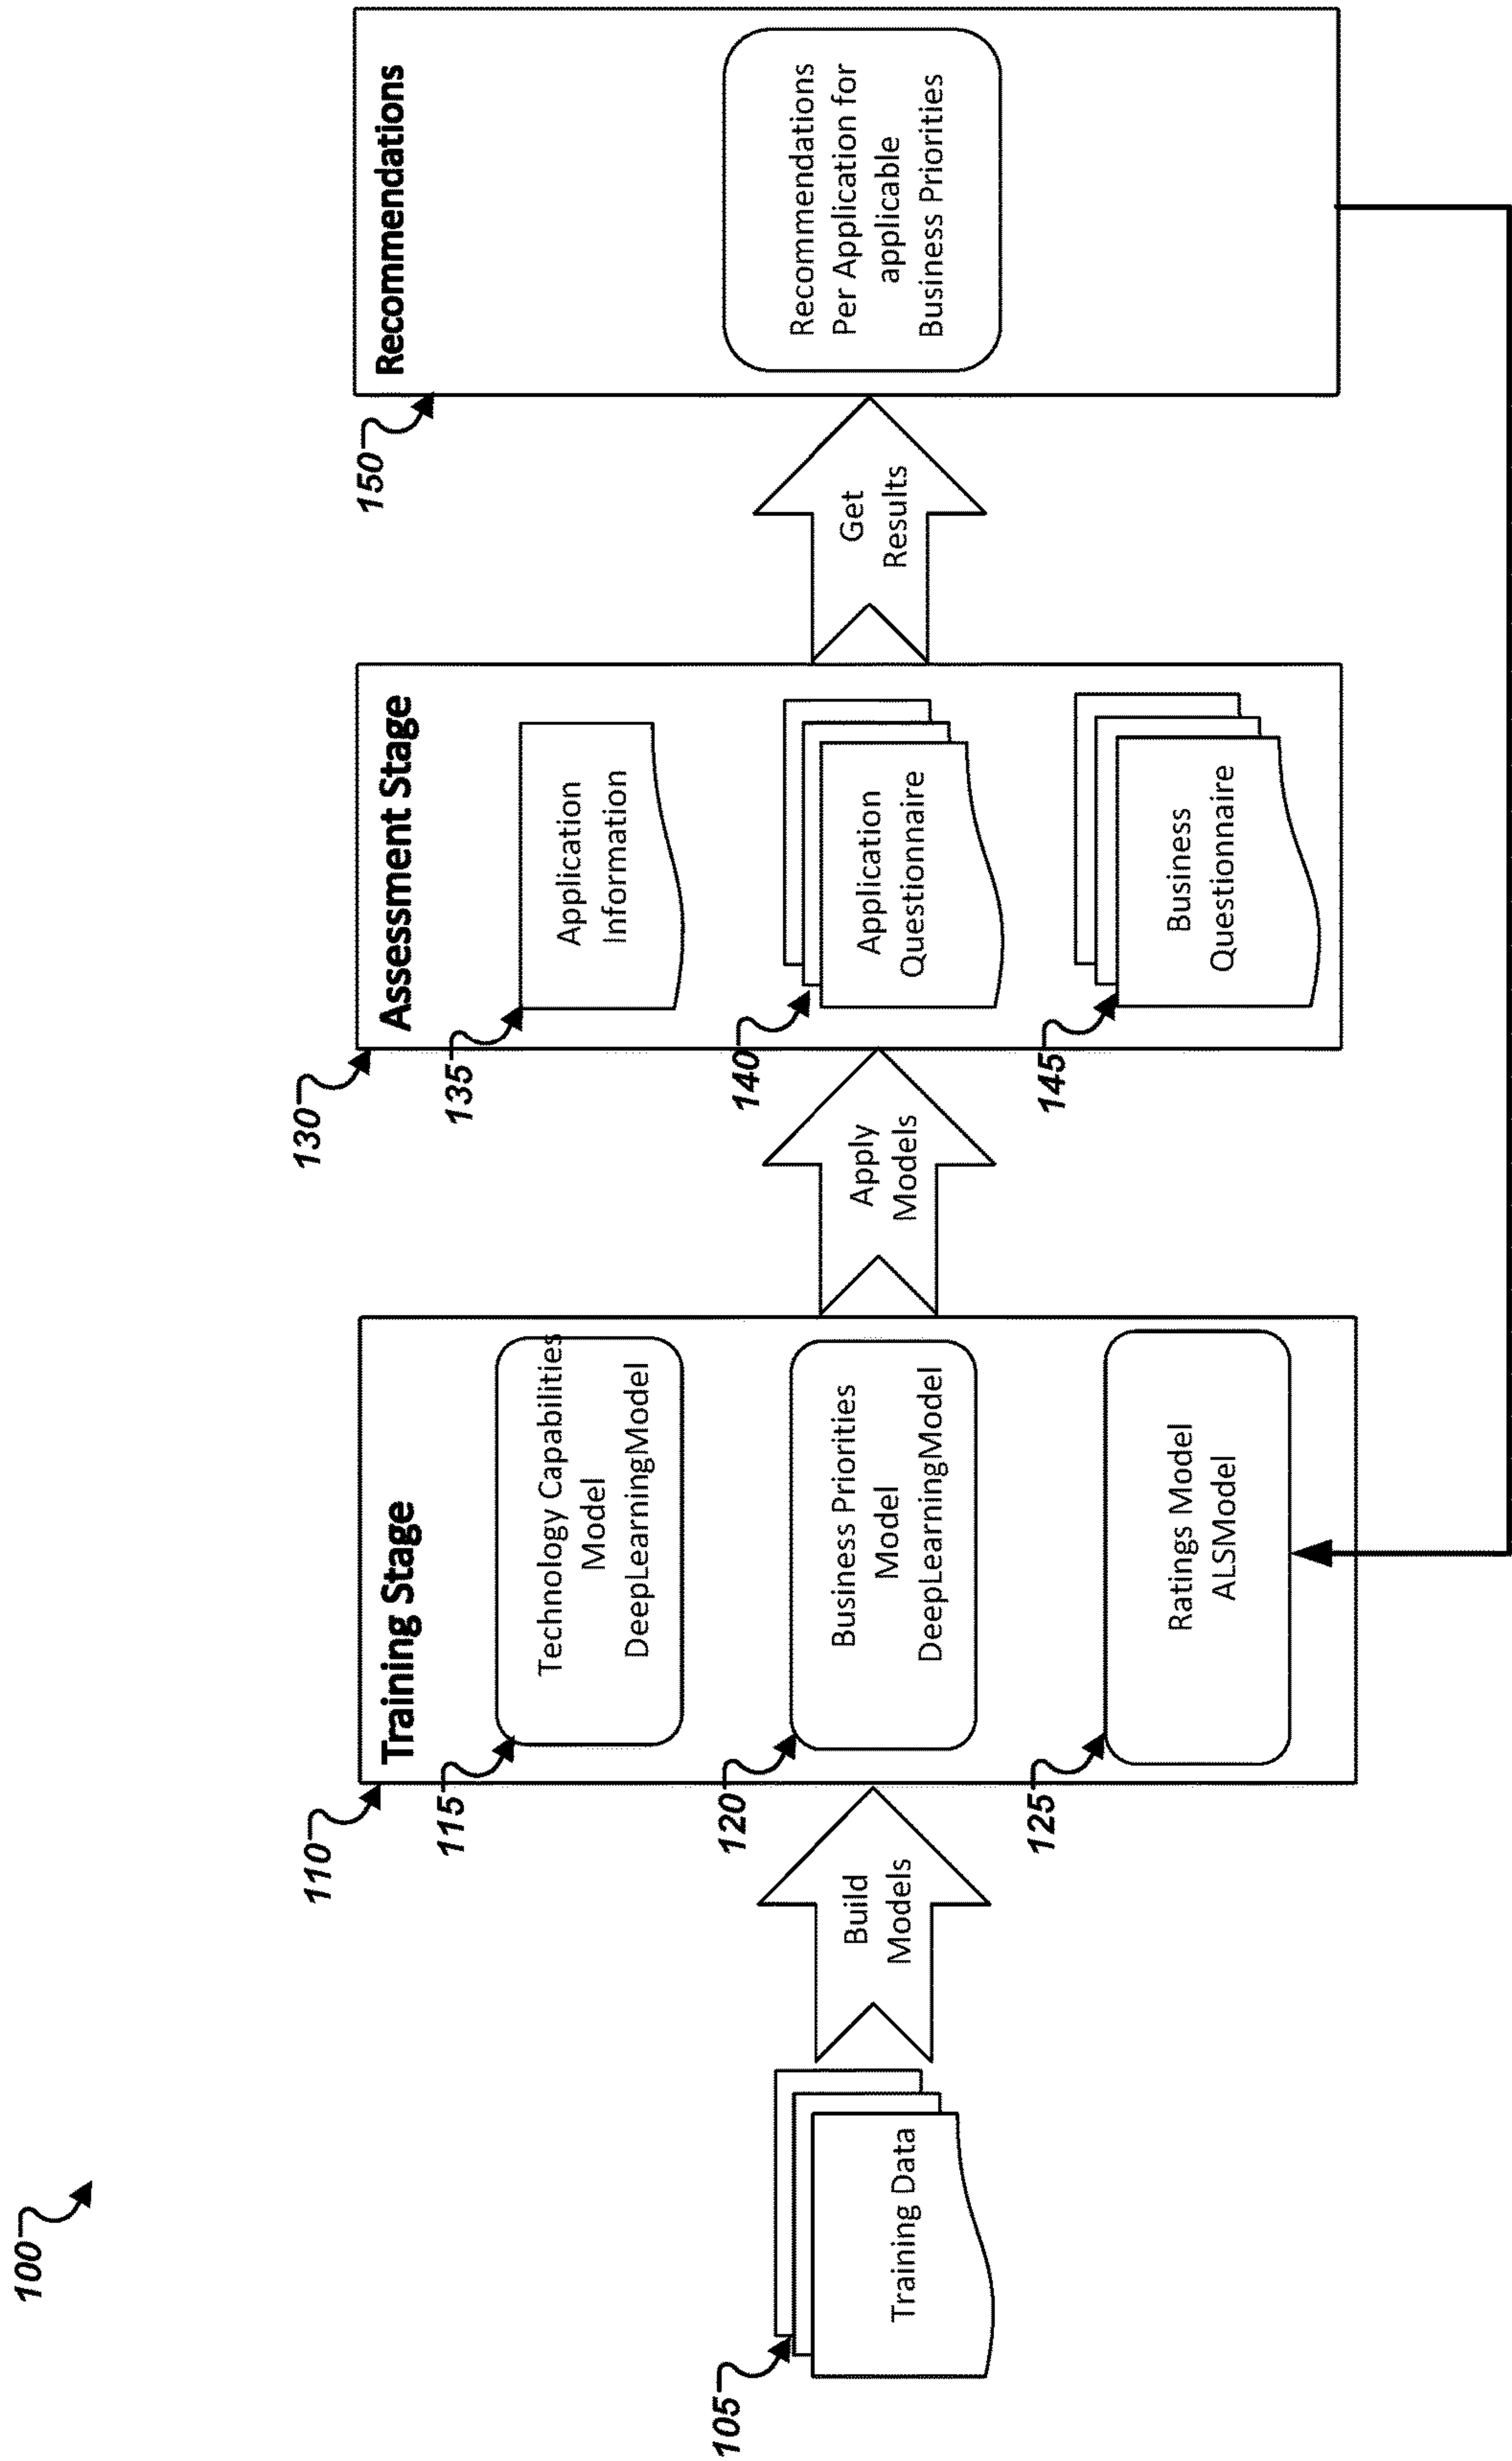 100
105
Training Data
Build
Models
110
Training Stage
115
Technology Capabilities
Model
DeepLearningModel
120
Business Priorities
Model
DeepLearningModel
125
Ratings Model
ALSModel
Apply
Models
130
Assessment Stage
135
Application
Information
140
Application
Questionnaire
145
Business
Questionnaire
Get
Results
150
Recommendations
Recommendations
Per Application for
applicable
Business Priorities